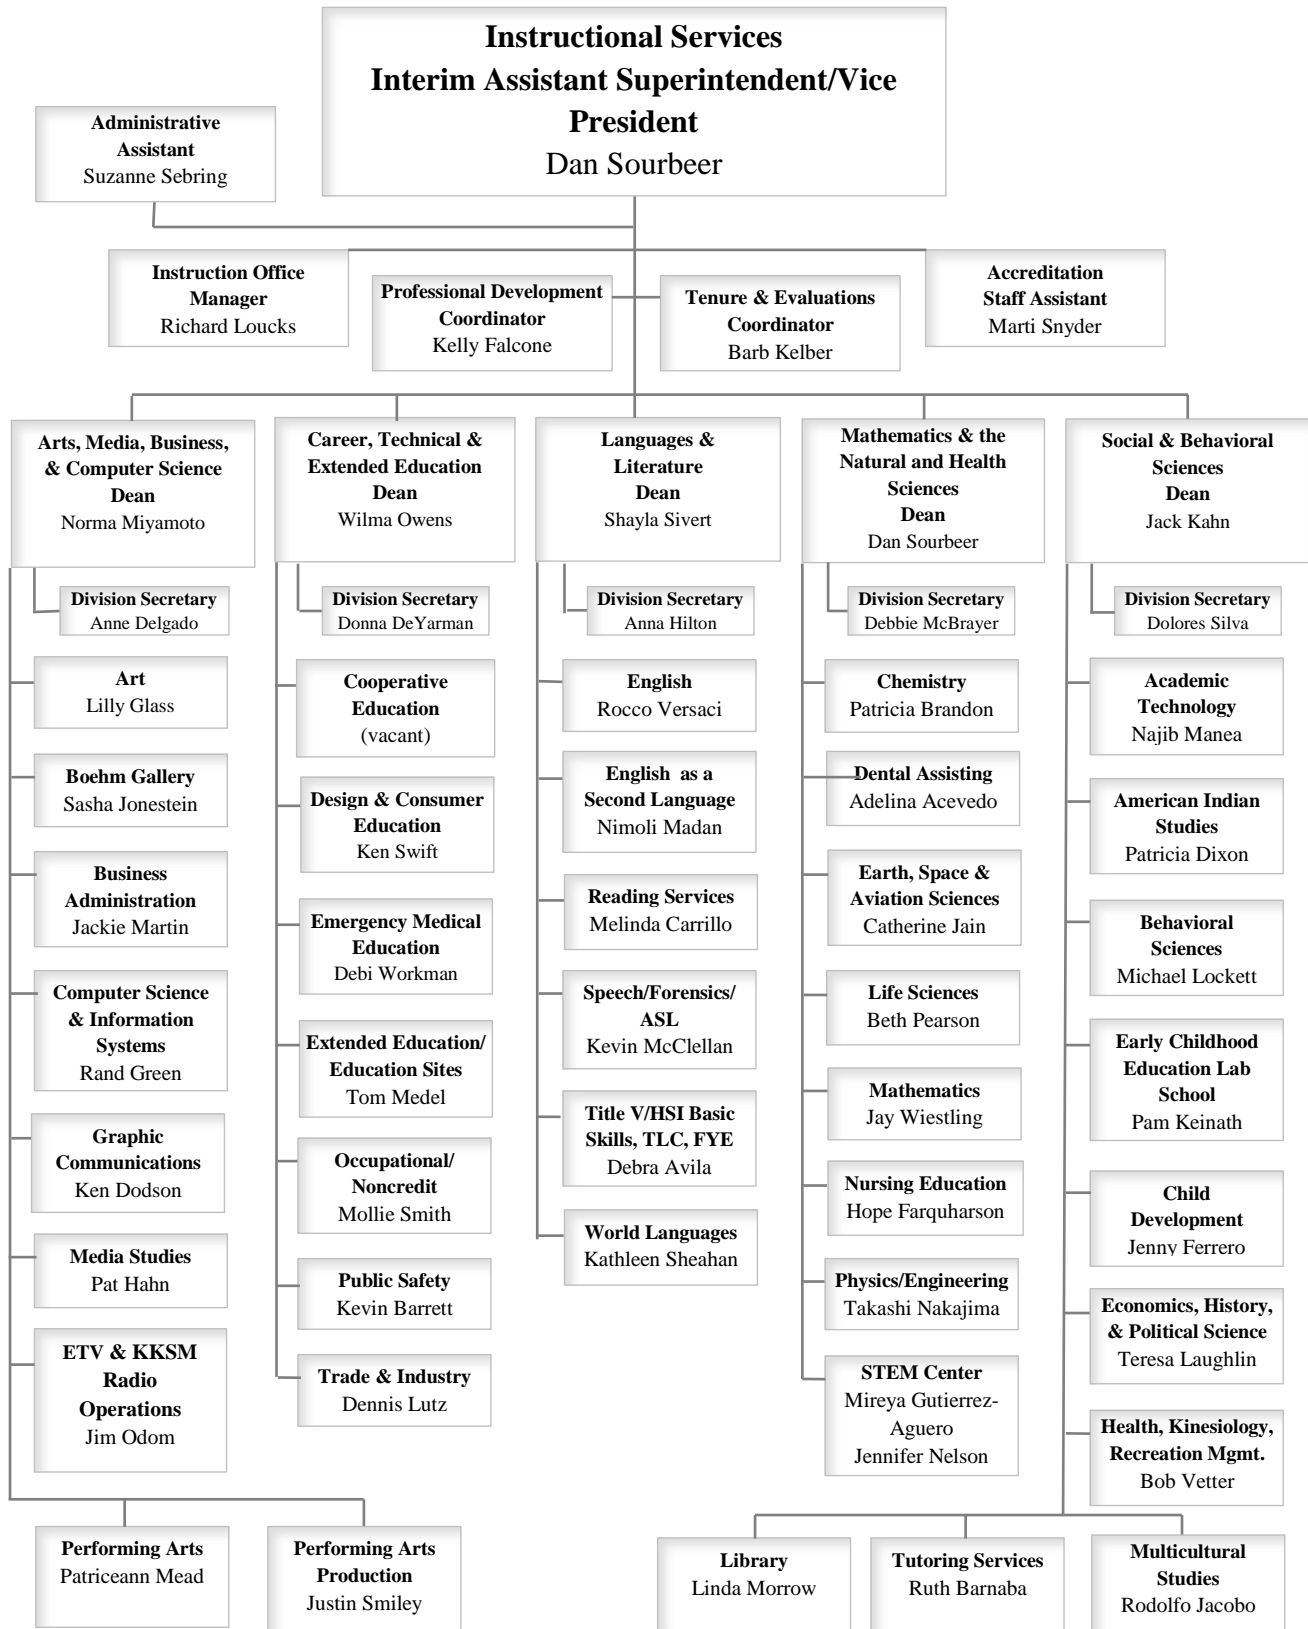 Instructional Services
Interim Assistant Superintendent/Vice
President
Dan Sourbeer
Administrative
Assistant
Suzanne Sebring
Instruction Office
Manager
Richard Loucks
Professional Development
Coordinator
Kelly Falcone
Tenure & Evaluations
Coordinator
Barb Kelber
Accreditation
Staff Assistant
Marti Snyder
Arts, Media, Business,
& Computer Science
Dean
Norma Miyamoto
Career, Technical &
Extended Education
Dean
Wilma Owens
Languages &
Literature
Dean
Shayla Sivert
Mathematics & the
Natural and Health
Sciences
Dean
Dan Sourbeer
Social & Behavioral
Sciences
Dean
Jack Kahn
Division Secretary
Anne Delgado
Division Secretary
Donna DeYarman
Division Secretary
Anna Hilton
Division Secretary
Debbie McBrayer
Division Secretary
Dolores Silva
Art
Lilly Glass
Boehm Gallery
Sasha Jonestein
Business
Administration
Jackie Martin
Computer Science
& Information
Systems
Rand Green
Graphic
Communications
Ken Dodson
Media Studies
Pat Hahn
ETV & KKSM
Radio
Operations
Jim Odom
Performing Arts
Patriceann Mead
Performing Arts
Production
Justin Smiley
Cooperative
Education
(vacant)
Design & Consumer
Education
Ken Swift
Emergency Medical
Education
Debi Workman
Extended Education/
Education Sites
Tom Medel
Occupational/
Noncredit
Mollie Smith
Public Safety
Kevin Barrett
Trade & Industry
Dennis Lutz
English
Rocco Versaci
English as a
Second Language
Nimoli Madan
Reading Services
Melinda Carrillo
Speech/Forensics/
ASL
Kevin McClellan
Title V/HSI Basic
Skills, TLC, FYE
Debra Avila
World Languages
Kathleen Sheahan
Chemistry
Patricia Brandon
Dental Assisting
Adelina Acevedo
Earth, Space &
Aviation Sciences
Catherine Jain
Life Sciences
Beth Pearson
Mathematics
Jay Wiestling
Nursing Education
Hope Farquharson
Physics/Engineering
Takashi Nakajima
STEM Center
Mireya Gutierrez-
Aguero
Jennifer Nelson
Academic
Technology
Najib Manea
American Indian
Studies
Patricia Dixon
Behavioral
Sciences
Michael Lockett
Early Childhood
Education Lab
School
Pam Keinath
Child
Development
Jenny Ferrero
Economics, History,
& Political Science
Teresa Laughlin
Health, Kinesiology,
Recreation Mgmt.
Bob Vetter
Library
Linda Morrow
Tutoring Services
Ruth Barnaba
Multicultural
Studies
Rodolfo Jacobo